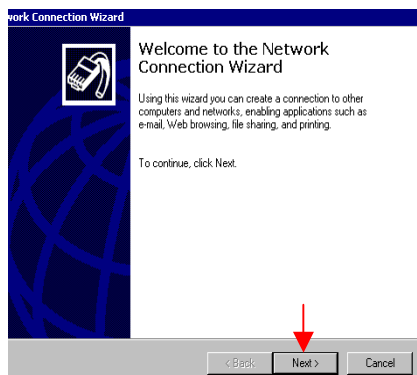 work Connection Wizard
Welcome to the Network
Connection Wizard
Using this wizard you can create a connection to other
computers and networks, enabling applications such as
e-mail, Web browsing, file sharing, and printing.
To continue, click Next.
< Back Next > Cancel